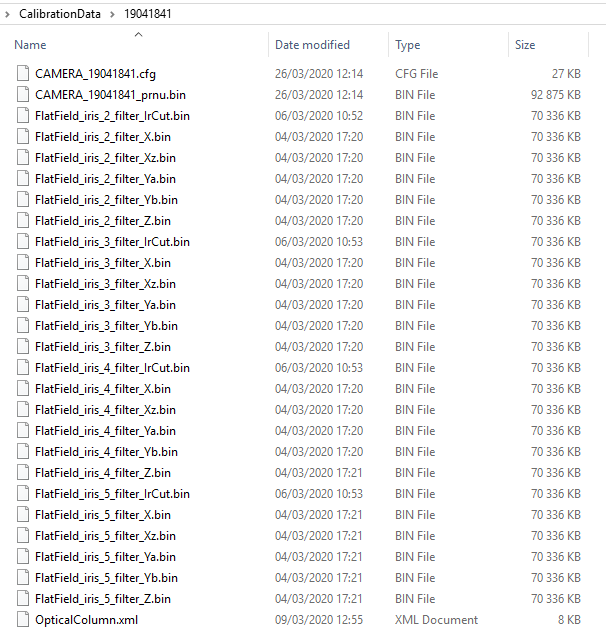 CalibrationData > 19041841
Name Date modified Type Size
CAMERA_19041841.cfg 26/03/2020 12:14 CFG File 27 KB
CAMERA_19041841_prnu.bin 26/03/2020 12:14 BIN File 92 875 KB
FlatField_iris_2_filter_IrCut.bin 06/03/2020 10:52 BIN File 70 336 KB
FlatField_iris_2_filter_X.bin 04/03/2020 17:20 BIN File 70 336 KB
FlatField_iris_2_filter_Xz.bin 04/03/2020 17:20 BIN File 70 336 KB
FlatField_iris_2_filter_Ya.bin 04/03/2020 17:20 BIN File 70 336 KB
FlatField_iris_2_filter_Yb.bin 04/03/2020 17:20 BIN File 70 336 KB
FlatField_iris_2_filter_Z.bin 04/03/2020 17:20 BIN File 70 336 KB
FlatField_iris_3_filter_IrCut.bin 06/03/2020 10:53 BIN File 70 336 KB
FlatField_iris_3_filter_X.bin 04/03/2020 17:20 BIN File 70 336 KB
FlatField_iris_3_filter_Xz.bin 04/03/2020 17:20 BIN File 70 336 KB
FlatField_iris_3_filter_Ya.bin 04/03/2020 17:20 BIN File 70 336 KB
FlatField_iris_3_filter_Yb.bin 04/03/2020 17:20 BIN File 70 336 KB
FlatField_iris_3_filter_Z.bin 04/03/2020 17:20 BIN File 70 336 KB
FlatField_iris_4_filter_IrCut.bin 06/03/2020 10:53 BIN File 70 336 KB
FlatField_iris_4_filter_X.bin 04/03/2020 17:20 BIN File 70 336 KB
FlatField_iris_4_filter_Xz.bin 04/03/2020 17:20 BIN File 70 336 KB
FlatField_iris_4_filter_Ya.bin 04/03/2020 17:20 BIN File 70 336 KB
FlatField_iris_4_filter_Yb.bin 04/03/2020 17:20 BIN File 70 336 KB
FlatField_iris_4_filter_Z.bin 04/03/2020 17:21 BIN File 70 336 KB
FlatField_iris_5_filter_IrCut.bin 06/03/2020 10:53 BIN File 70 336 KB
FlatField_iris_5_filter_X.bin 04/03/2020 17:21 BIN File 70 336 KB
FlatField_iris_5_filter_Xz.bin 04/03/2020 17:21 BIN File 70 336 KB
FlatField_iris_5_filter_Ya.bin 04/03/2020 17:21 BIN File 70 336 KB
FlatField_iris_5_filter_Yb.bin 04/03/2020 17:21 BIN File 70 336 KB
FlatField_iris_5_filter_Z.bin 04/03/2020 17:21 BIN File 70 336 KB
OpticalColumn.xml 09/03/2020 12:55 XML Document 8 KB